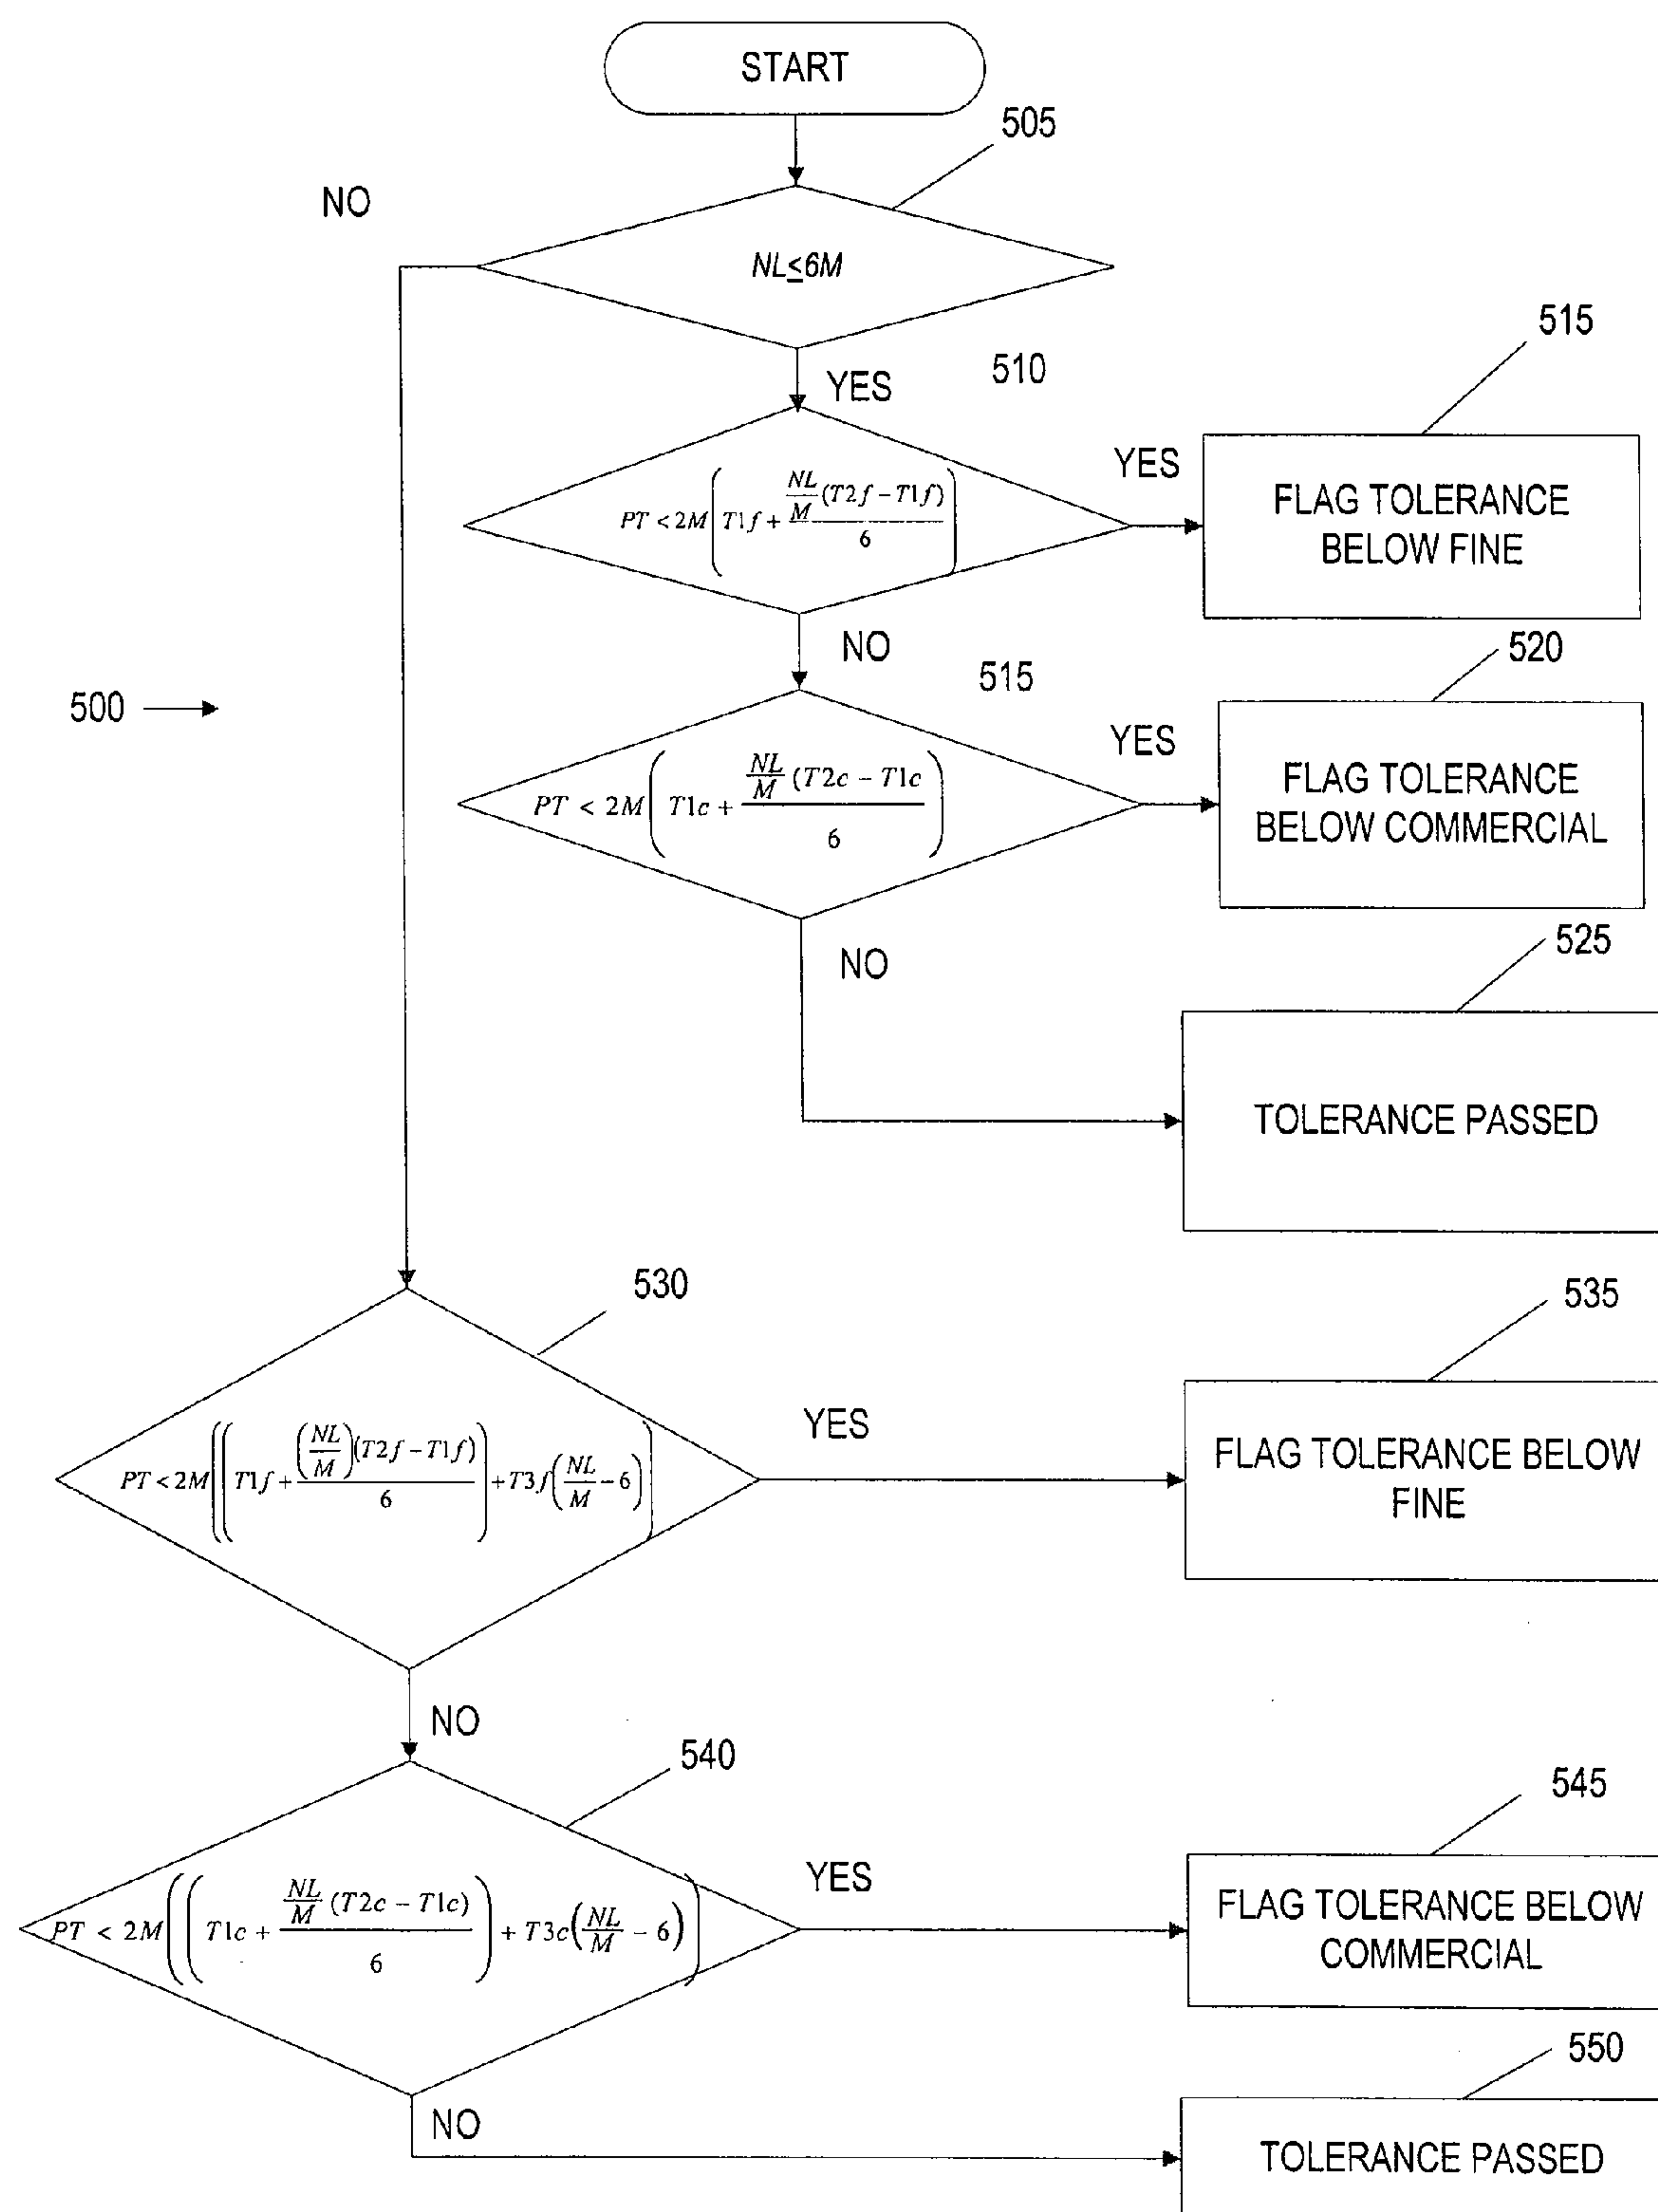 START
505
NO
NL≤6M
515
510
YES
YES
PT < 2M(T1f + NL/M (T2f − T1f) / 6)
FLAG TOLERANCE
BELOW FINE
NO
520
515
500
YES
PT < 2M(T1c + NL/M (T2c − T1c / 6)
FLAG TOLERANCE
BELOW COMMERCIAL
525
NO
TOLERANCE PASSED
530
535
YES
PT < 2M((T1f + (NL/M)(T2f − T1f) / 6) + T3f(NL/M − 6))
FLAG TOLERANCE BELOW
FINE
NO
540
545
YES
PT < 2M((T1c + NL/M (T2c − T1c) / 6) + T3c(NL/M − 6))
FLAG TOLERANCE BELOW
COMMERCIAL
550
NO
TOLERANCE PASSED